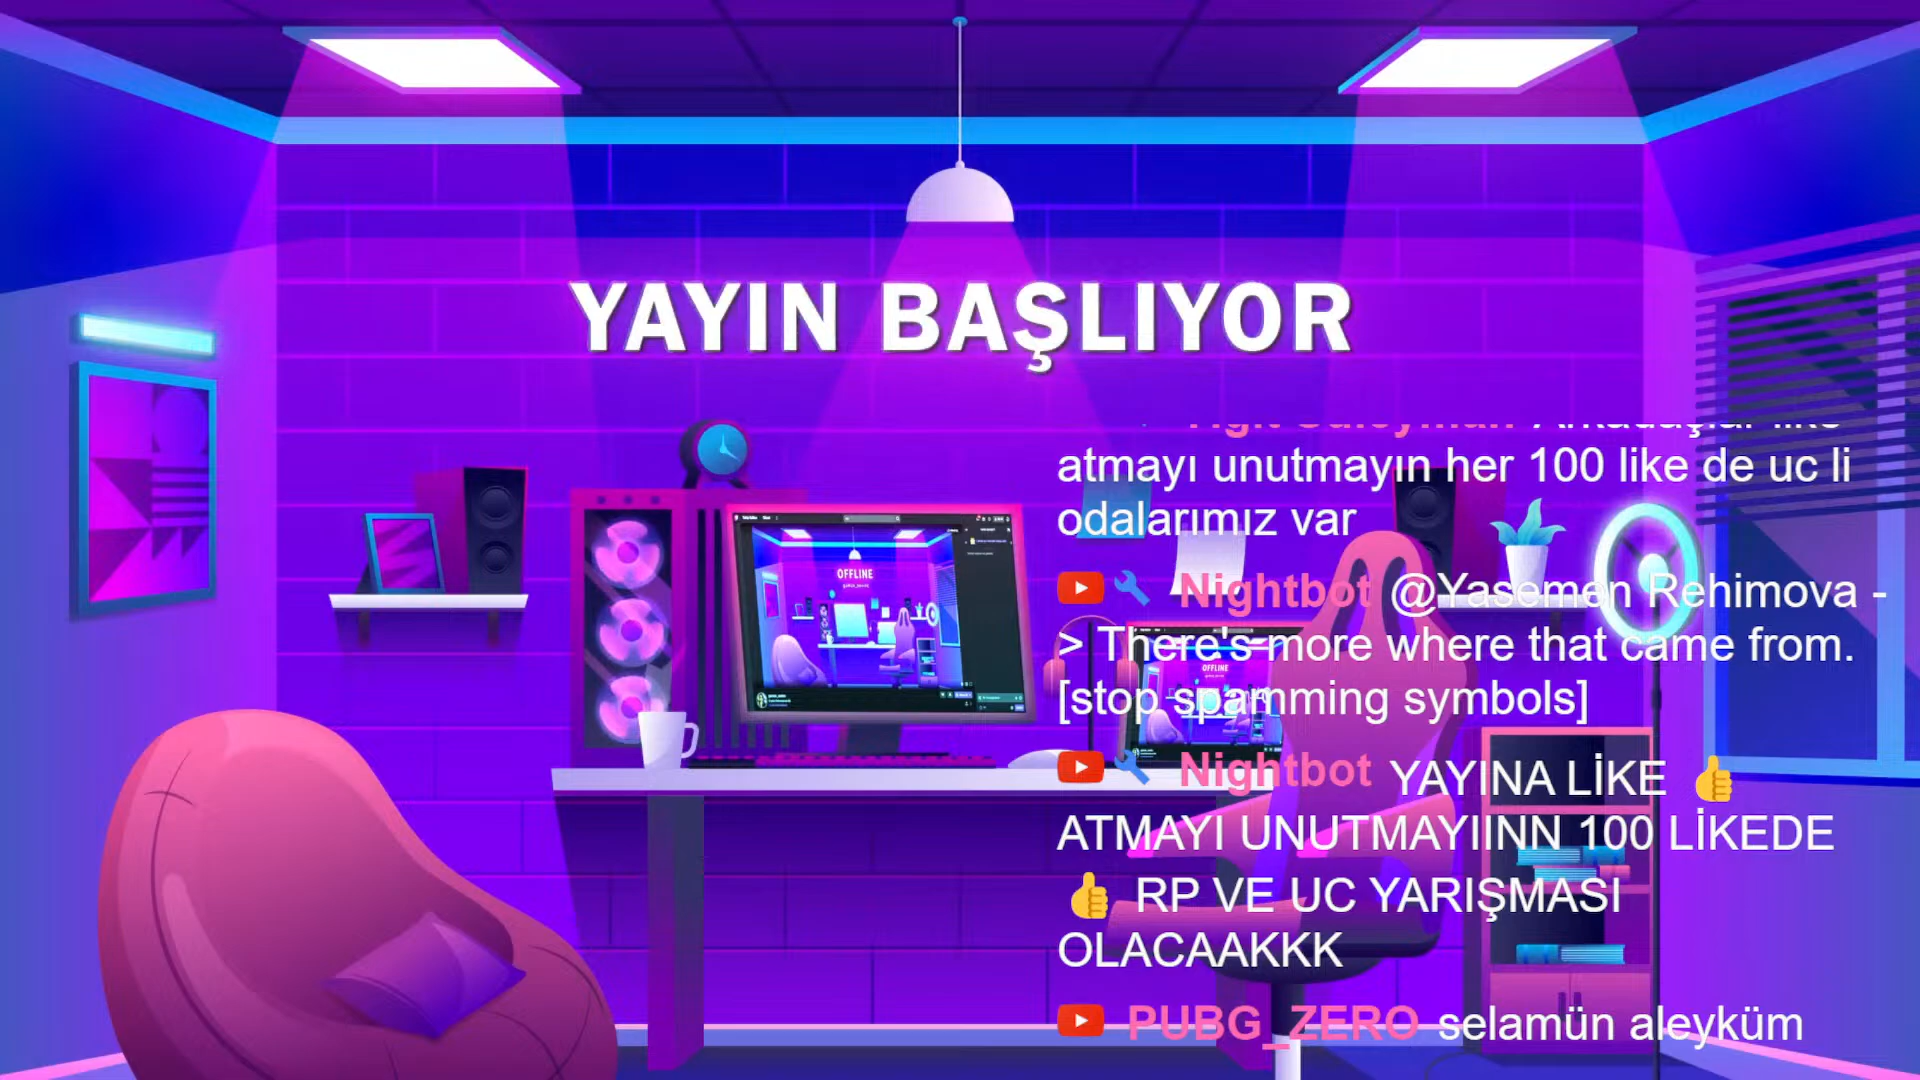 YAYIN BAŞLIYOR
atmayı unutmayın her 100 like de uc li
odalarımız var
Nightbot @Yasemen Rehimova -
> There's more where that came from.
[stop spamming symbols]
Nightbot YAYINA LİKE 👍
ATMAYI UNUTMAYIINN 100 LİKEDE
👍 RP VE UC YARIŞMASI
OLACAAKKK
PUBG_ZERO selamün aleyküm
OFFLINE
OFFLINE